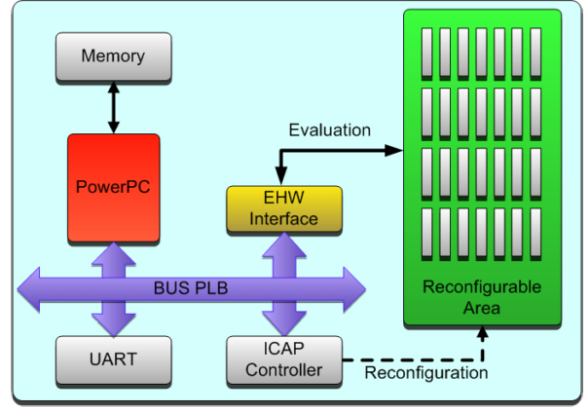 Memory
Evaluation
PowerPC
EHW
Interface
BUS PLB
Reconfigurable
Area
UART
ICAP
Controller
Reconfiguration